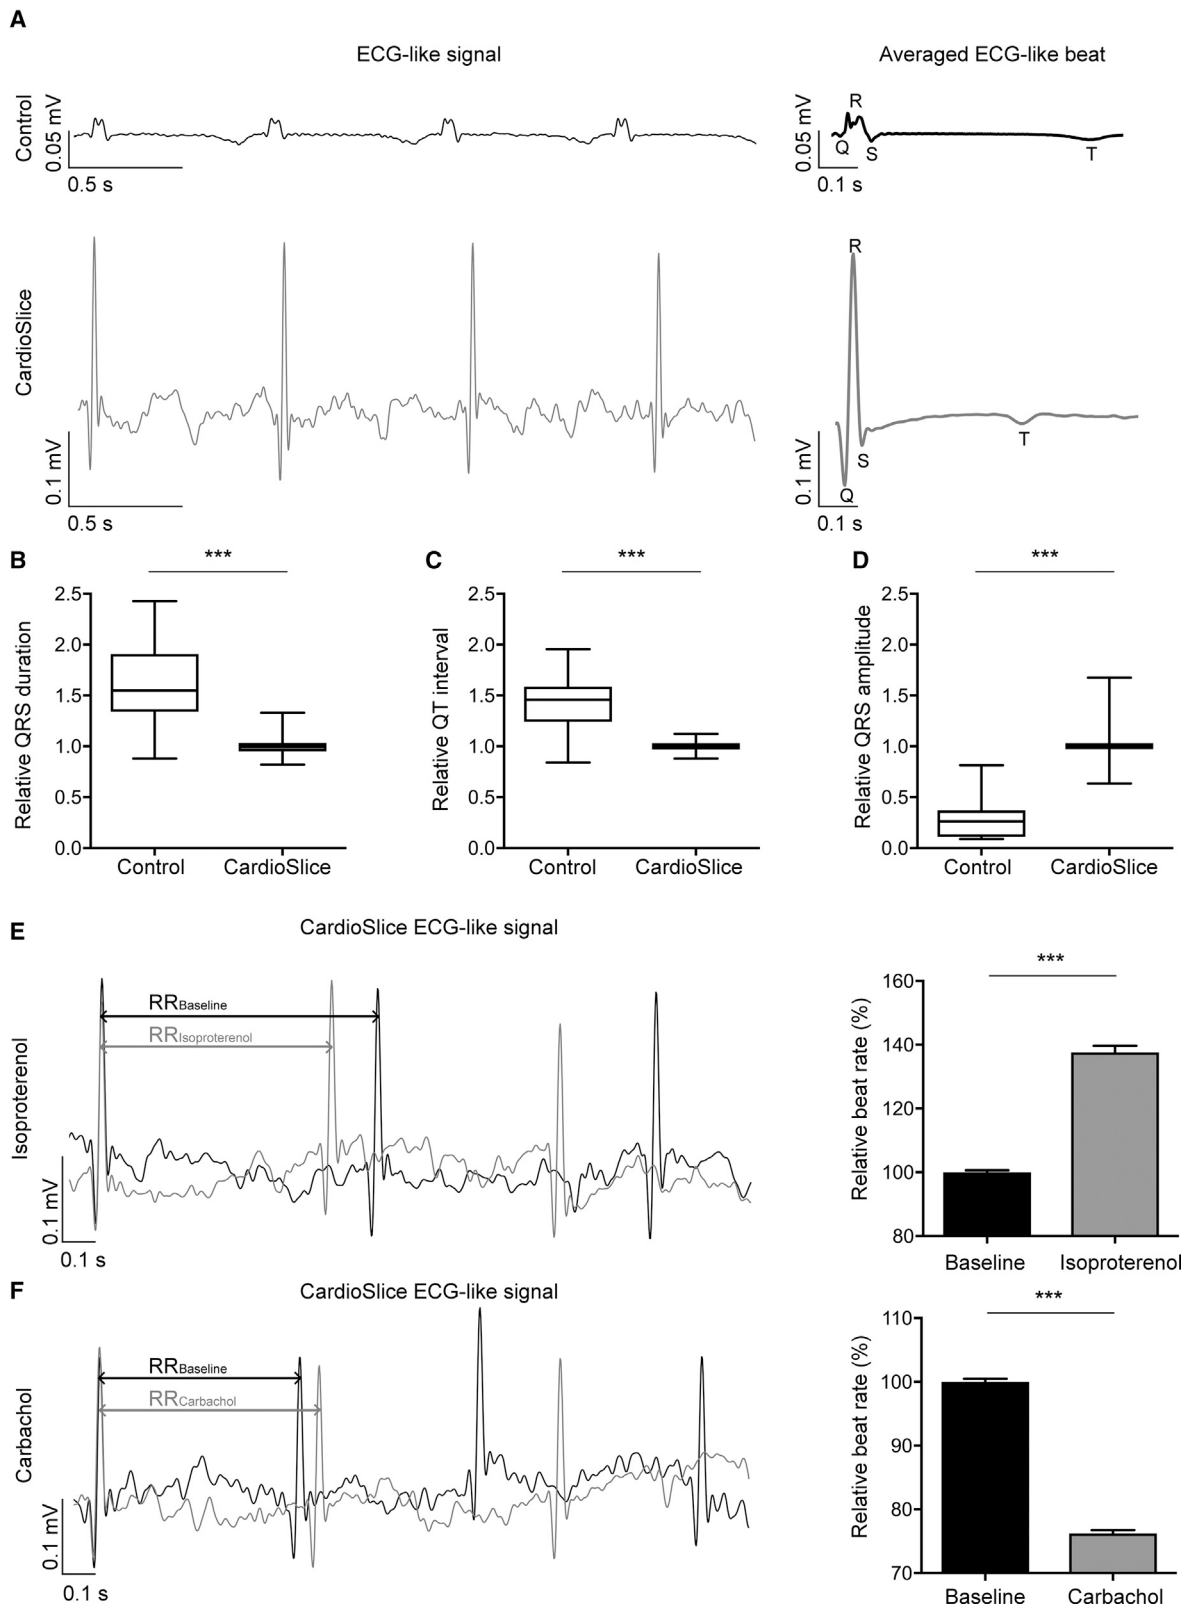 A
ECG-like signal
Averaged ECG-like beat
Control
0.05 mV
0.5 s
0.05 mV
0.1 s
Q
R
S
T
CardioSlice
0.1 mV
0.5 s
0.1 mV
0.1 s
Q
R
S
T
B
***
Relative QRS duration
2.5
2.0
1.5
1.0
0.5
0.0
Control
CardioSlice
C
***
Relative QT interval
2.5
2.0
1.5
1.0
0.5
0.0
Control
CardioSlice
D
***
Relative QRS amplitude
2.5
2.0
1.5
1.0
0.5
0.0
Control
CardioSlice
E
CardioSlice ECG-like signal
Isoproterenol
RRBaseline
RRIsoproterenol
0.1 mV
0.1 s
***
Relative beat rate (%)
160
140
120
100
80
Baseline
Isoproterenol
F
CardioSlice ECG-like signal
Carbachol
RRBaseline
RRCarbachol
0.1 mV
0.1 s
***
Relative beat rate (%)
110
100
90
80
70
Baseline
Carbachol